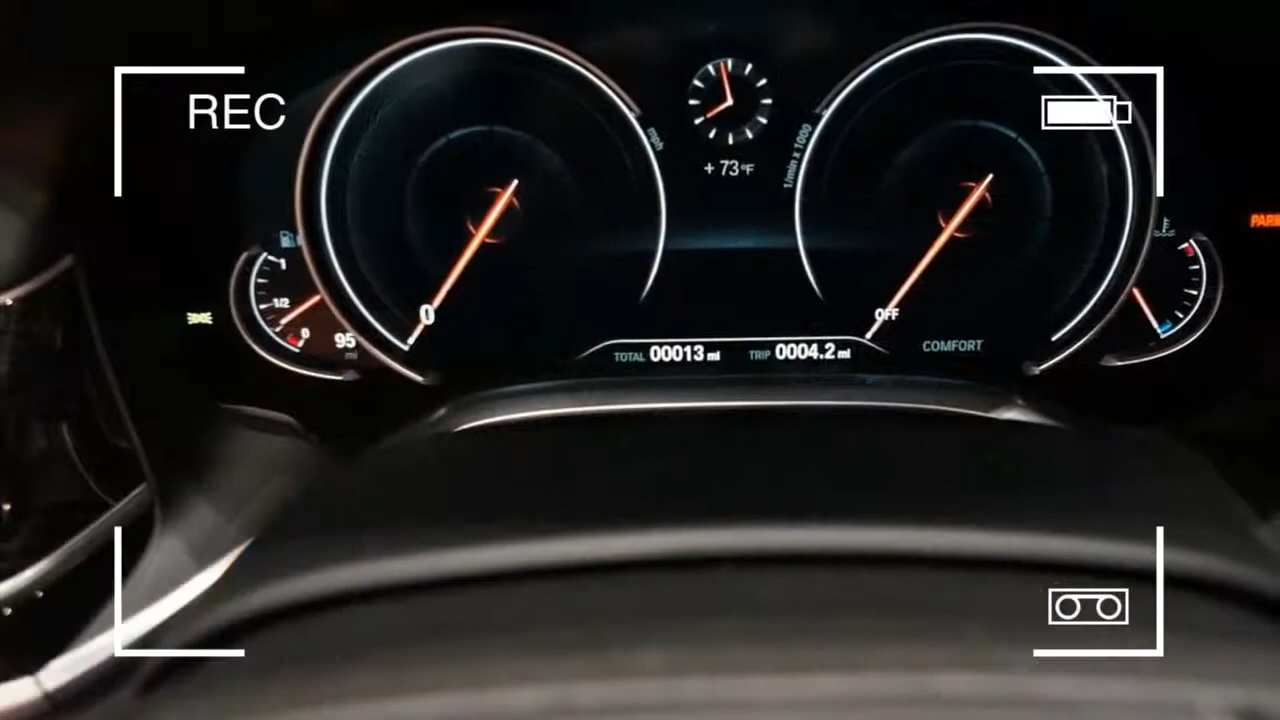 REC
mph
1/min x 1000
+ 73 °F
1
1/2
0
95
mi
0
OFF
TOTAL 00013 mi TRIP 0004.2 mi
COMFORT